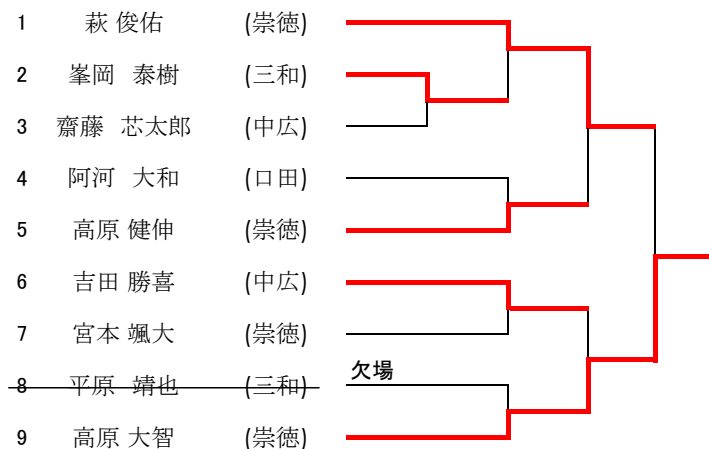 1 萩 俊佑 (崇徳)
2 峯岡 泰樹 (三和)
3 齋藤 芯太郎 (中広)
4 阿河 大和 (口田)
5 高原 健伸 (崇徳)
6 吉田 勝喜 (中広)
7 宮本 颯大 (崇徳)
8 平原 靖也 (三和) 欠場
9 高原 大智 (崇徳)